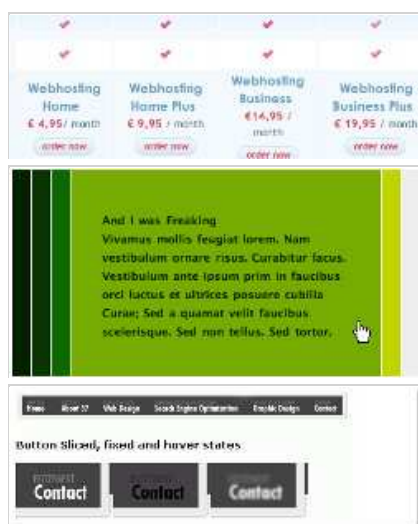 Webhosting Webhosting Webhosting Webhosting
Home Home Plus Business Business Plus
€ 4,95/ month € 9,95 / month €14,95 / month € 19,95 / month
order now order now order now order now
And I was Freaking
Vivamus mollis feugiat lorem. Nam
vestibulum ornare risus. Curabitur lacus.
Vestibulum ante ipsum prim in faucibus
orci luctus et ultrices posuere cubilia
Curae; Sed a quamat velit faucibus
scelerisque. Sed non tellus. Sed tortor.
Home About 57 Web Design Search Engine Optimization Graphic Design Contact
Button Sliced, fixed and hover states
Contact Contact Contact